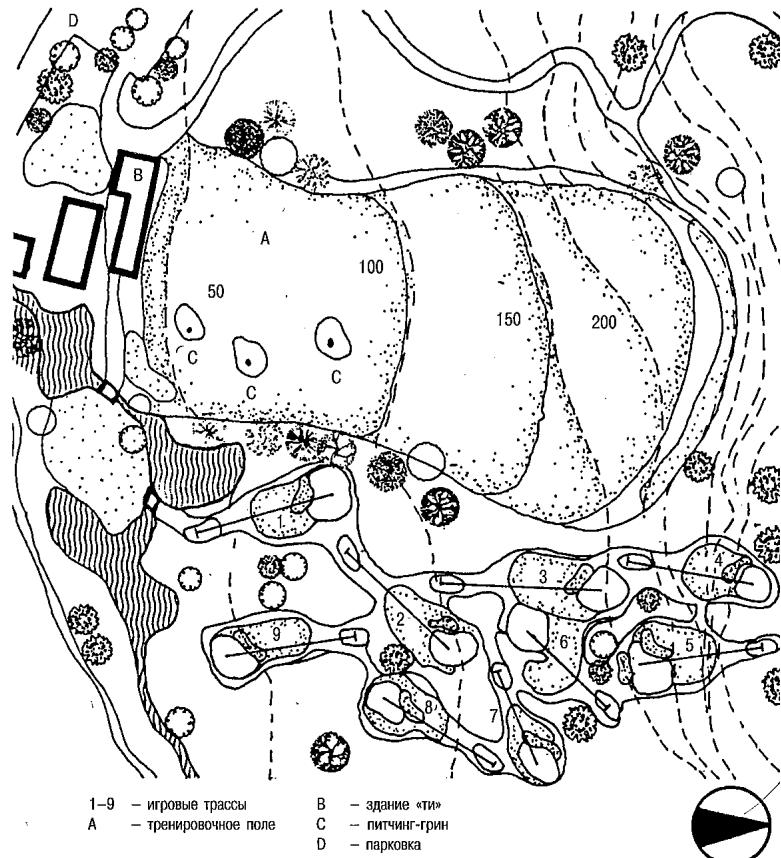 D
B
A
50
100
150
200
C
C
C
1
2
3
4
5
6
7
8
9
1–9 – игровые трассы
A – тренировочное поле
B – здание «ти»
C – питчинг-грин
D – парковка